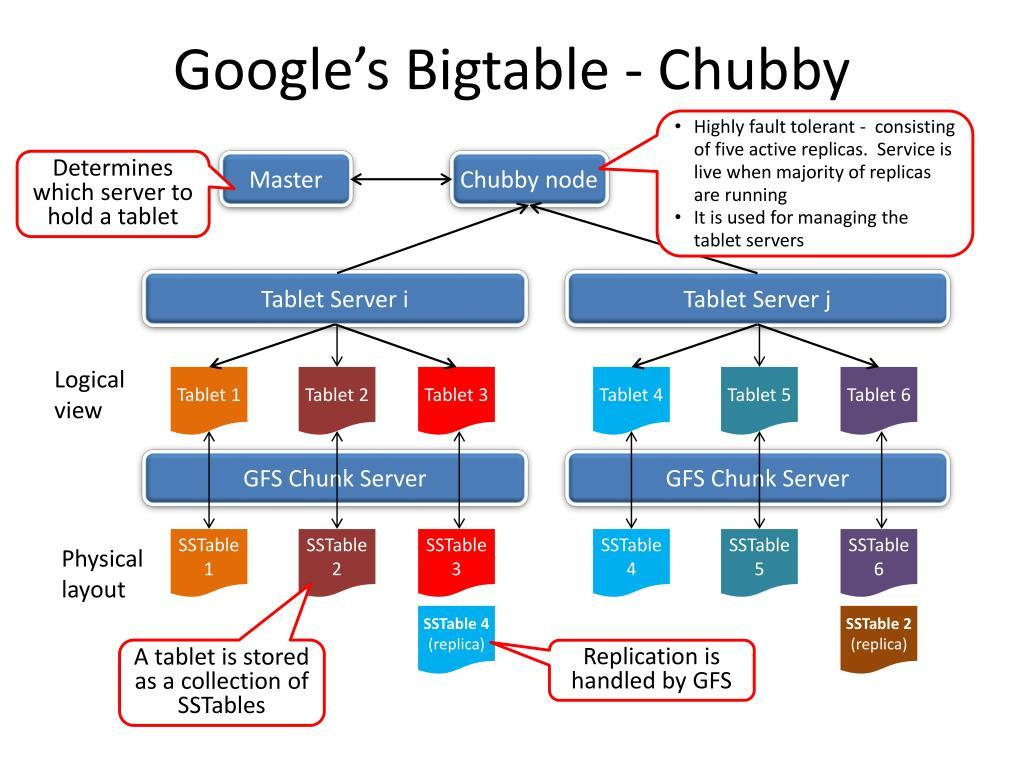 Google’s Bigtable - Chubby
Determines
which server to
hold a tablet
Master
Chubby node
• Highly fault tolerant -  consisting
of five active replicas.  Service is
live when majority of replicas
are running
• It is used for managing the
tablet servers
Tablet Server i
Tablet Server j
Logical
view
Tablet 1
Tablet 2
Tablet 3
Tablet 4
Tablet 5
Tablet 6
GFS Chunk Server
GFS Chunk Server
Physical
layout
SSTable
1
SSTable
2
SSTable
3
SSTable
4
SSTable
5
SSTable
6
SSTable 4
(replica)
SSTable 2
(replica)
A tablet is stored
as a collection of
SSTables
Replication is
handled by GFS